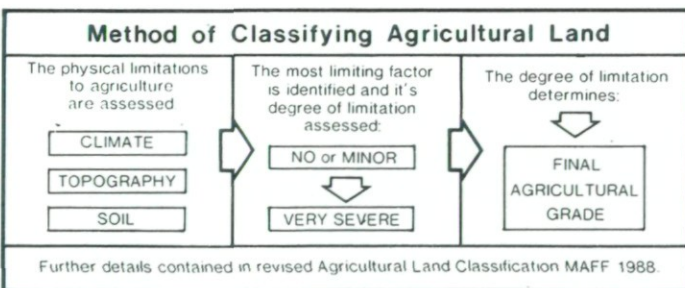 Method of Classifying Agricultural Land
The physical limitations
to agriculture
are assessed
CLIMATE
TOPOGRAPHY
SOIL
The most limiting factor
is identified and it's
degree of limitation
assessed:
NO or MINOR
VERY SEVERE
The degree of limitation
determines:
FINAL
AGRICULTURAL
GRADE
Further details contained in revised Agricultural Land Classification MAFF 1988.